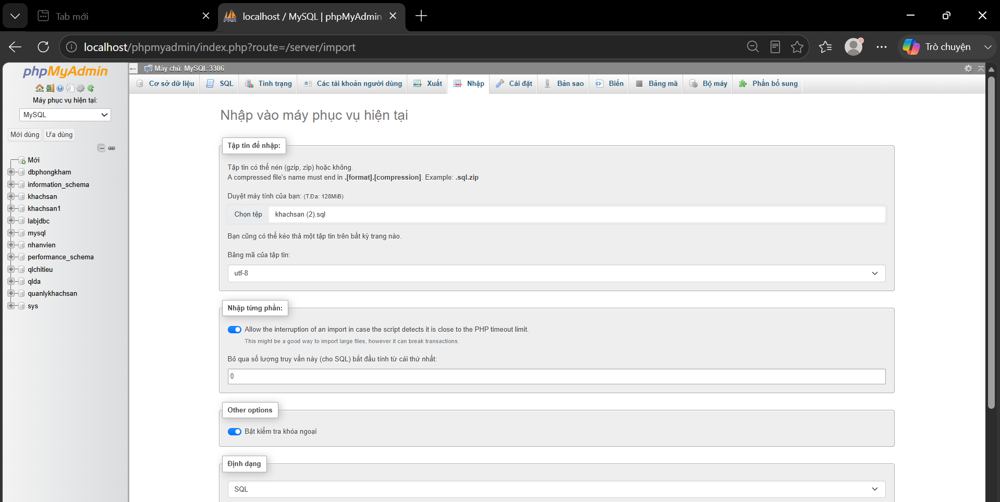 Tab mới
localhost / MySQL | phpMyAdmin
localhost/phpmyadmin/index.php?route=/server/import
Trò chuyện
phpMyAdmin
Máy phục vụ hiện tại:
MySQL
Mới dùng
Ưa dùng
Mới
dbphongkham
information_schema
khachsan
khachsan1
labjdbc
mysql
nhanvien
performance_schema
qlchitieu
qlda
quanlykhachsan
sys
Máy chủ: MySQL:3306
Cơ sở dữ liệu
SQL
Tình trạng
Các tài khoản người dùng
Xuất
Nhập
Cài đặt
Bản sao
Biến
Bảng mã
Bộ máy
Phần bổ sung
Nhập vào máy phục vụ hiện tại
Tập tin để nhập:
Tập tin có thể nén (gzip, zip) hoặc không.
A compressed file's name must end in .[format].[compression]. Example: .sql.zip
Duyệt máy tính của bạn: (T.Đa: 128MiB)
Chọn tệp khachsan (2).sql
Bạn cũng có thể kéo thả một tập tin trên bất kỳ trang nào.
Bảng mã của tập tin:
utf-8
Nhập từng phần:
Allow the interruption of an import in case the script detects it is close to the PHP timeout limit.
This might be a good way to import large files, however it can break transactions.
Bỏ qua số lượng truy vấn này (cho SQL) bắt đầu tính từ cái thứ nhất:
0
Other options
Bật kiểm tra khóa ngoại
Định dạng
SQL